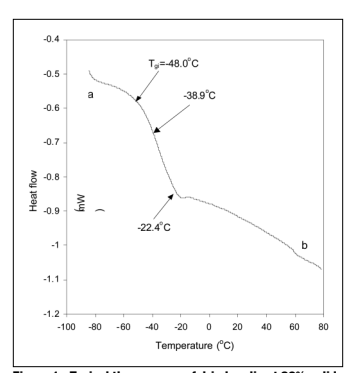 -0.4
-0.5
-0.6
-0.7
-0.8
-0.9
-1
-1.1
-1.2
Heat flow
(mW
)
Tgi=-48.0°C
a
-38.9°C
-22.4°C
b
-100 -80 -60 -40 -20 0 20 40 60 80
Temperature (°C)